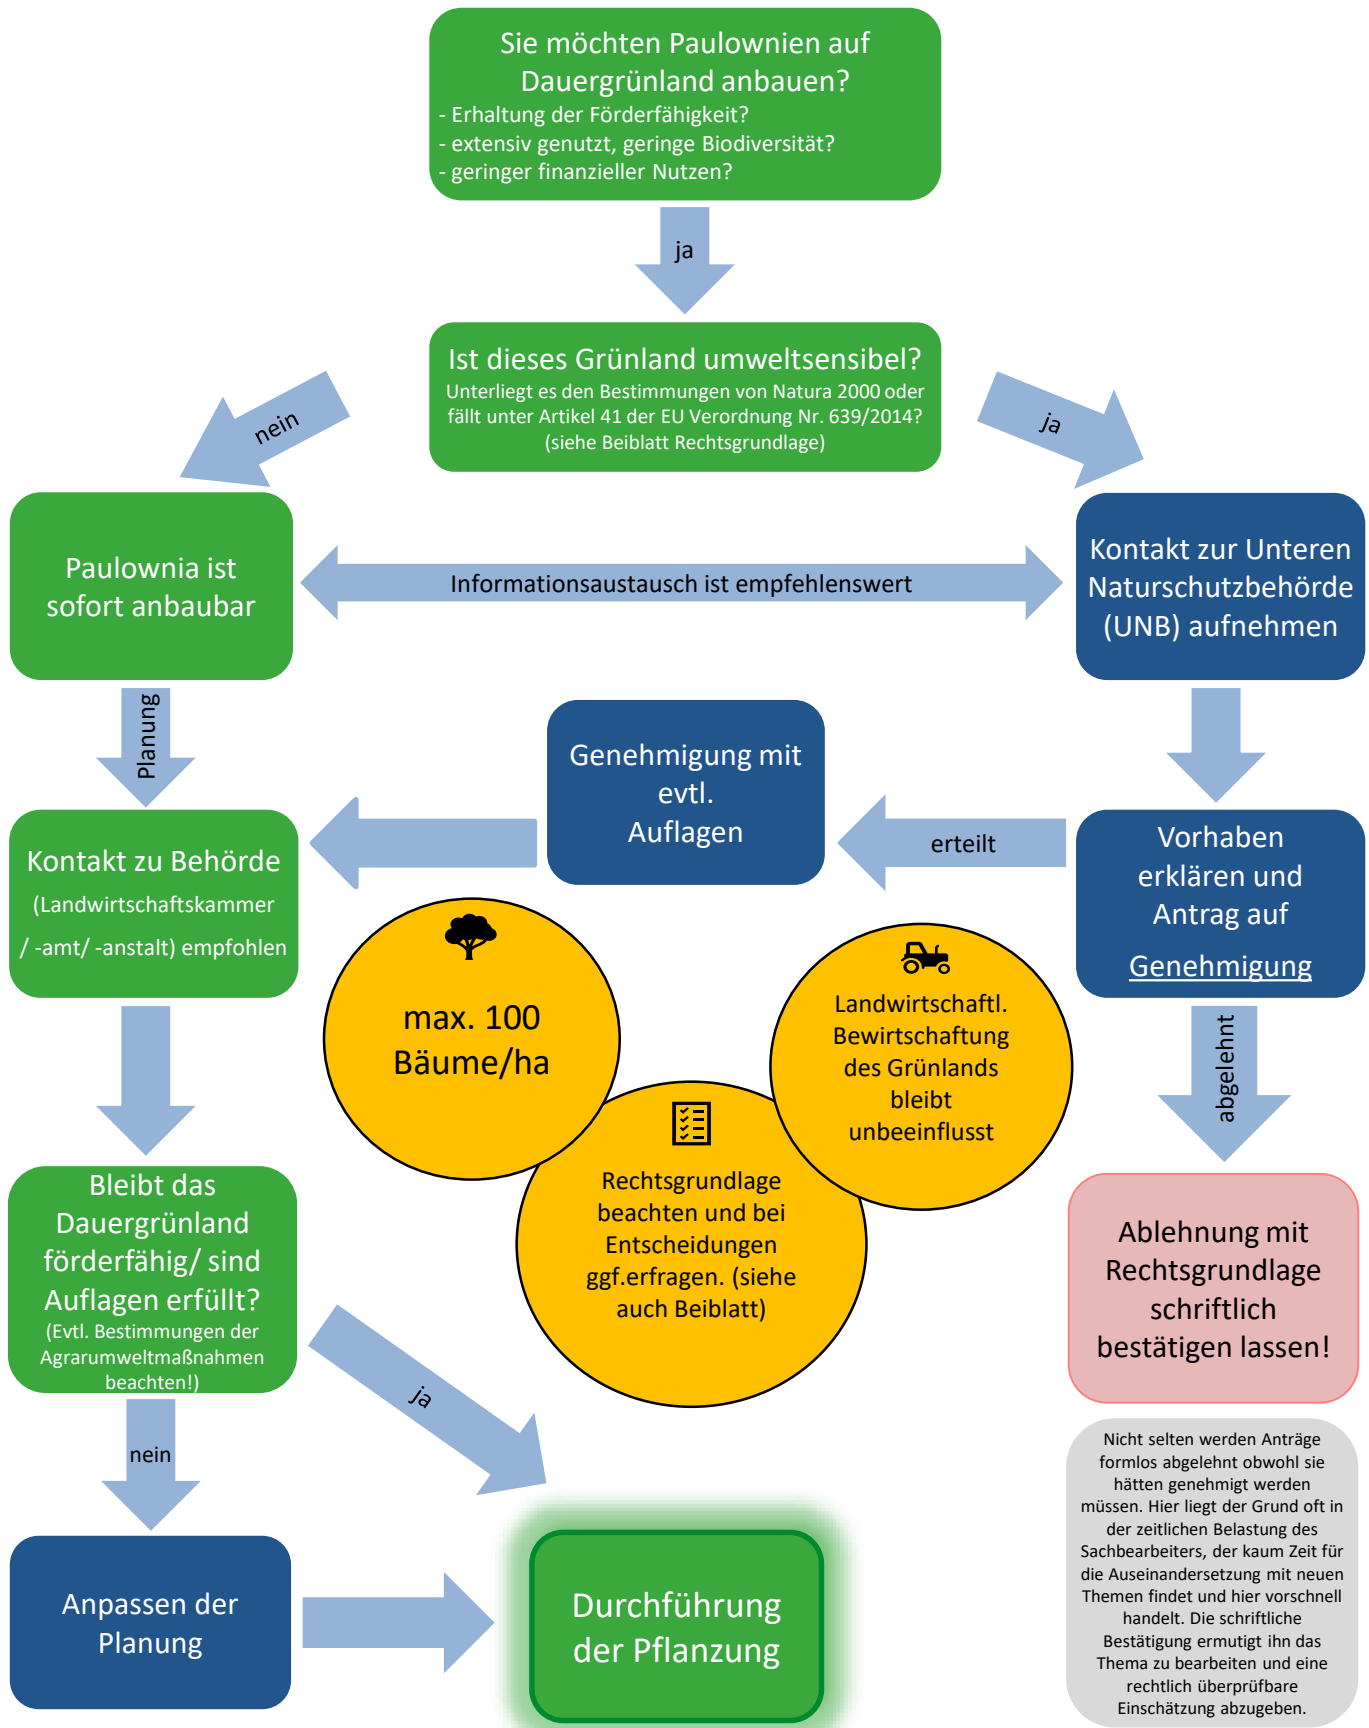 Sie möchten Paulownien auf
Dauergrünland anbauen?
- Erhaltung der Förderfähigkeit?
- extensiv genutzt, geringe Biodiversität?
- geringer finanzieller Nutzen?
ja
Ist dieses Grünland umweltsensibel?
Unterliegt es den Bestimmungen von Natura 2000 oder
fällt unter Artikel 41 der EU Verordnung Nr. 639/2014?
(siehe Beiblatt Rechtsgrundlage)
nein
ja
Paulownia ist
sofort anbaubar
Informationsaustausch ist empfehlenswert
Kontakt zur Unteren
Naturschutzbehörde
(UNB) aufnehmen
Planung
Genehmigung mit
evtl.
Auflagen
erteilt
Vorhaben
erklären und
Antrag auf
Genehmigung
Kontakt zu Behörde
(Landwirtschaftskammer
/ -amt/ -anstalt) empfohlen
max. 100
Bäume/ha
Landwirtschaftl.
Bewirtschaftung
des Grünlands
bleibt
unbeeinflusst
abgelehnt
Rechtsgrundlage
beachten und bei
Entscheidungen
ggf.erfragen. (siehe
auch Beiblatt)
Bleibt das
Dauergrünland
förderfähig/ sind
Auflagen erfüllt?
(Evtl. Bestimmungen der
Agrarumweltmaßnahmen
beachten!)
Ablehnung mit
Rechtsgrundlage
schriftlich
bestätigen lassen!
ja
nein
Nicht selten werden Anträge
formlos abgelehnt obwohl sie
hätten genehmigt werden
müssen. Hier liegt der Grund oft in
der zeitlichen Belastung des
Sachbearbeiters, der kaum Zeit für
die Auseinandersetzung mit neuen
Themen findet und hier vorschnell
handelt. Die schriftliche
Bestätigung ermutigt ihn das
Thema zu bearbeiten und eine
rechtlich überprüfbare
Einschätzung abzugeben.
Anpassen der
Planung
Durchführung
der Pflanzung